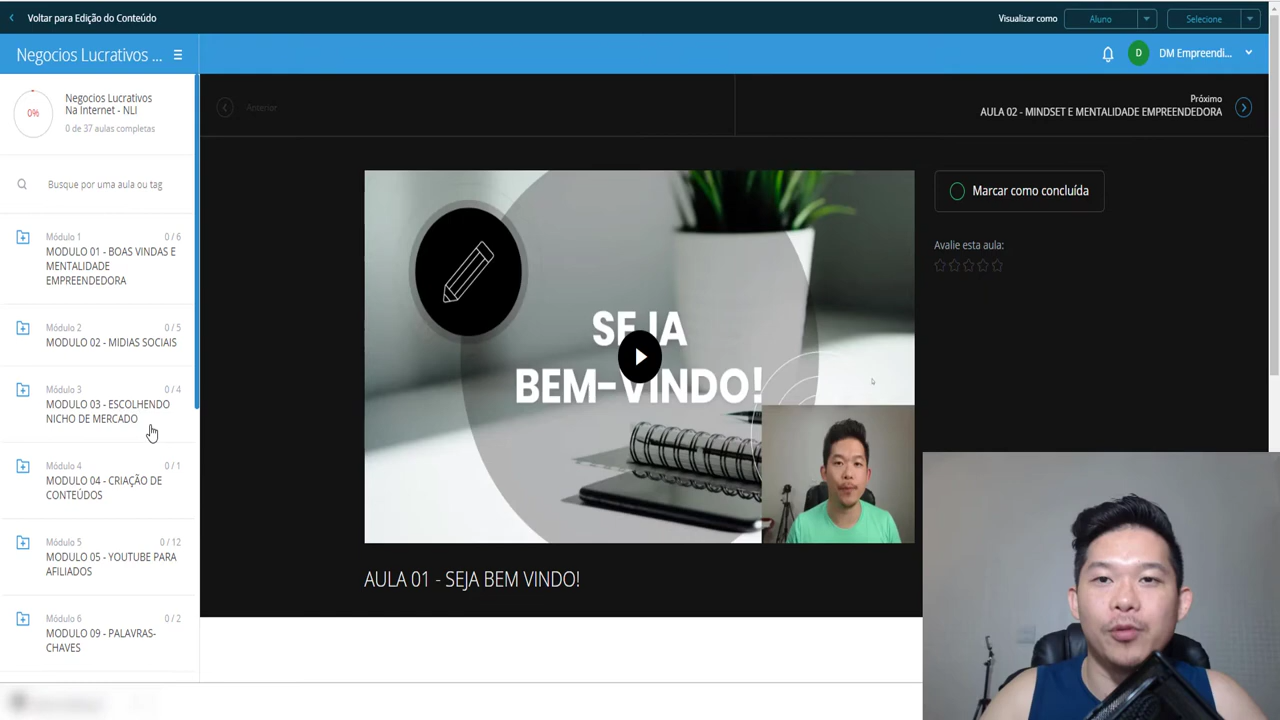 Voltar para Edição do Conteúdo
Visualizar como
Aluno
Selecione
Negocios Lucrativos ...
D
DM Empreendi...
0%
Negocios Lucrativos
Na Internet - NLI
0 de 37 aulas completas
Busque por uma aula ou tag
Módulo 1
0 / 6
MODULO 01 - BOAS VINDAS E
MENTALIDADE
EMPREENDEDORA
Módulo 2
0 / 5
MODULO 02 - MIDIAS SOCIAIS
Módulo 3
0 / 4
MODULO 03 - ESCOLHENDO
NICHO DE MERCADO
Módulo 4
0 / 1
MODULO 04 - CRIAÇÃO DE
CONTEÚDOS
Módulo 5
0 / 12
MODULO 05 - YOUTUBE PARA
AFILIADOS
Módulo 6
0 / 2
MODULO 09 - PALAVRAS-
CHAVES
Anterior
Próximo
AULA 02 - MINDSET E MENTALIDADE EMPREENDEDORA
SEJA
BEM-VINDO!
Marcar como concluída
Avalie esta aula:
AULA 01 - SEJA BEM VINDO!